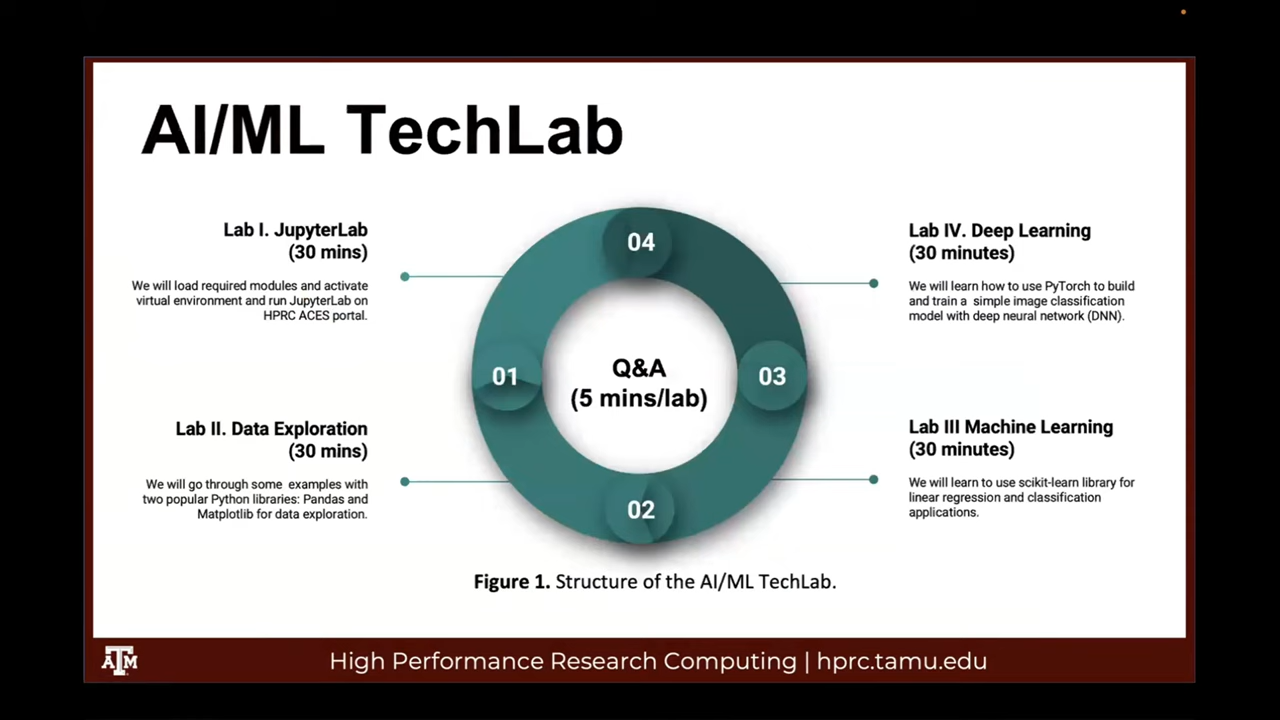 AI/ML TechLab
Lab I. JupyterLab
(30 mins)
We will load required modules and activate
virtual environment and run JupyterLab on
HPRC ACES portal.
Lab II. Data Exploration
(30 mins)
We will go through some examples with
two popular Python libraries: Pandas and
Matplotlib for data exploration.
04
01
Q&A
(5 mins/lab)
03
02
Lab IV. Deep Learning
(30 minutes)
We will learn how to use PyTorch to build
and train a simple image classification
model with deep neural network (DNN).
Lab III Machine Learning
(30 minutes)
We will learn to use scikit-learn library for
linear regression and classification
applications.
Figure 1. Structure of the AI/ML TechLab.
ATM
High Performance Research Computing | hprc.tamu.edu